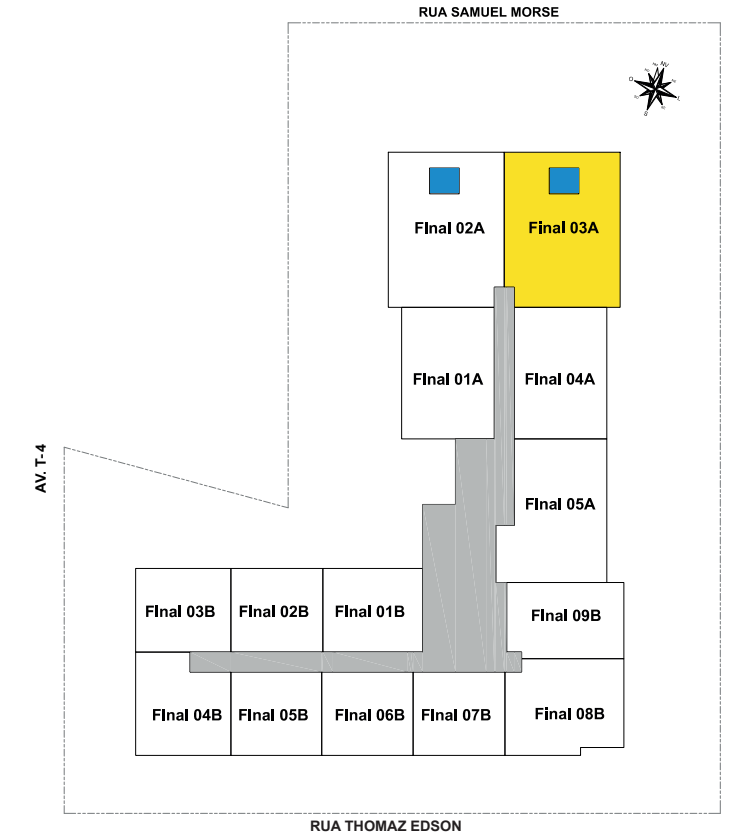 RUA SAMUEL MORSE
NV
O
L
S
FInal 02A
Final 03A
FInal 01A
FInal 04A
AV. T-4
FInal 05A
FInal 03B
FInal 02B
FInal 01B
FInal 09B
FInal 04B
FInal 05B
FInal 06B
FInal 07B
Final 08B
RUA THOMAZ EDSON